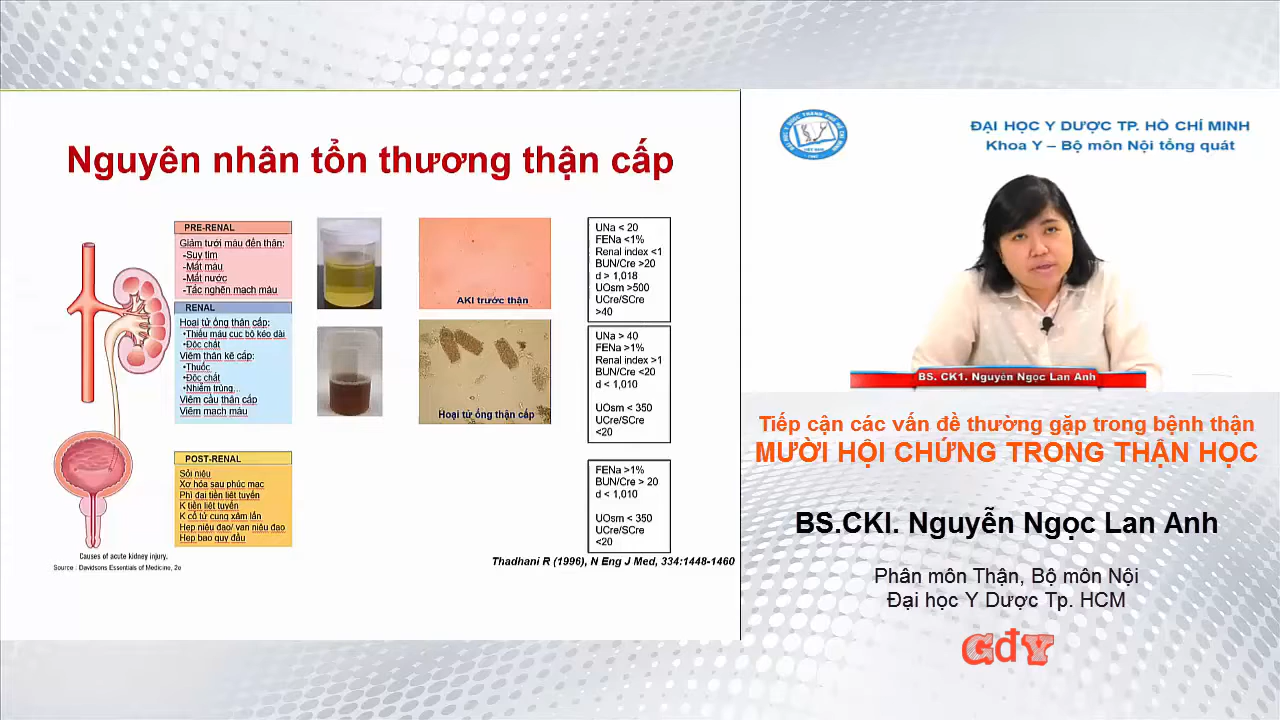 Nguyên nhân tổn thương thận cấp
PRE-RENAL
Giảm tưới máu đến thận:
-Suy tim
-Mất máu
-Mất nước
-Tắc nghẽn mạch máu
RENAL
Hoại tử ống thận cấp:
•Thiếu máu cục bộ kéo dài
•Độc chất
Viêm thận kẽ cấp:
•Thuốc
•Độc chất
•Nhiễm trùng...
Viêm cầu thận cấp
Viêm mạch máu
POST-RENAL
Sỏi niệu
Xơ hóa sau phúc mạc
Phì đại tiền liệt tuyến
K tiền liệt tuyến
K cổ tử cung xâm lấn
Hẹp niệu đạo/ van niệu đạo
Hẹp bao quy đầu
Causes of acute kidney injury.
Source : Davidsons Essentials of Medicine, 2e
AKI trước thận
Hoại tử ống thận cấp
UNa < 20
FENa <1%
Renal index <1
BUN/Cre >20
d > 1,018
UOsm >500
UCre/SCre
>40
UNa > 40
FENa >1%
Renal index >1
BUN/Cre <20
d < 1,010
UOsm < 350
UCre/SCre
<20
FENa >1%
BUN/Cre > 20
d < 1,010
UOsm < 350
UCre/SCre
<20
Thadhani R (1996), N Eng J Med, 334:1448-1460
ĐẠI HỌC Y DƯỢC TP. HỒ CHÍ MINH
Khoa Y – Bộ môn Nội tổng quát
BS. CK1. Nguyễn Ngọc Lan Anh
Tiếp cận các vấn đề thường gặp trong bệnh thận
MƯỜI HỘI CHỨNG TRONG THẬN HỌC
BS.CKI. Nguyễn Ngọc Lan Anh
Phân môn Thận, Bộ môn Nội
Đại học Y Dược Tp. HCM
GđY